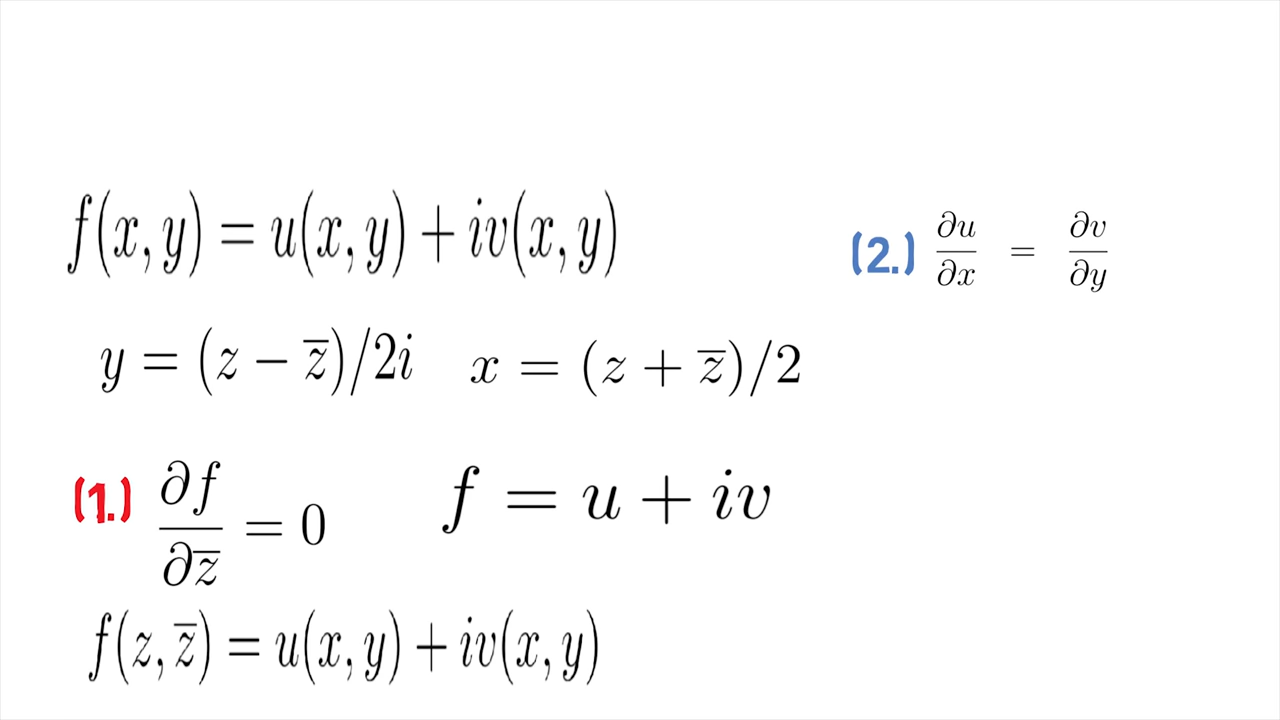 f(x, y) = u(x, y) + iv(x, y)
(2.) ∂u/∂x = ∂v/∂y
y = (z − z̅)/2i x = (z + z̅)/2
(1.) ∂f/∂z̅ = 0 f = u + iv
f(z, z̅) = u(x, y) + iv(x, y)